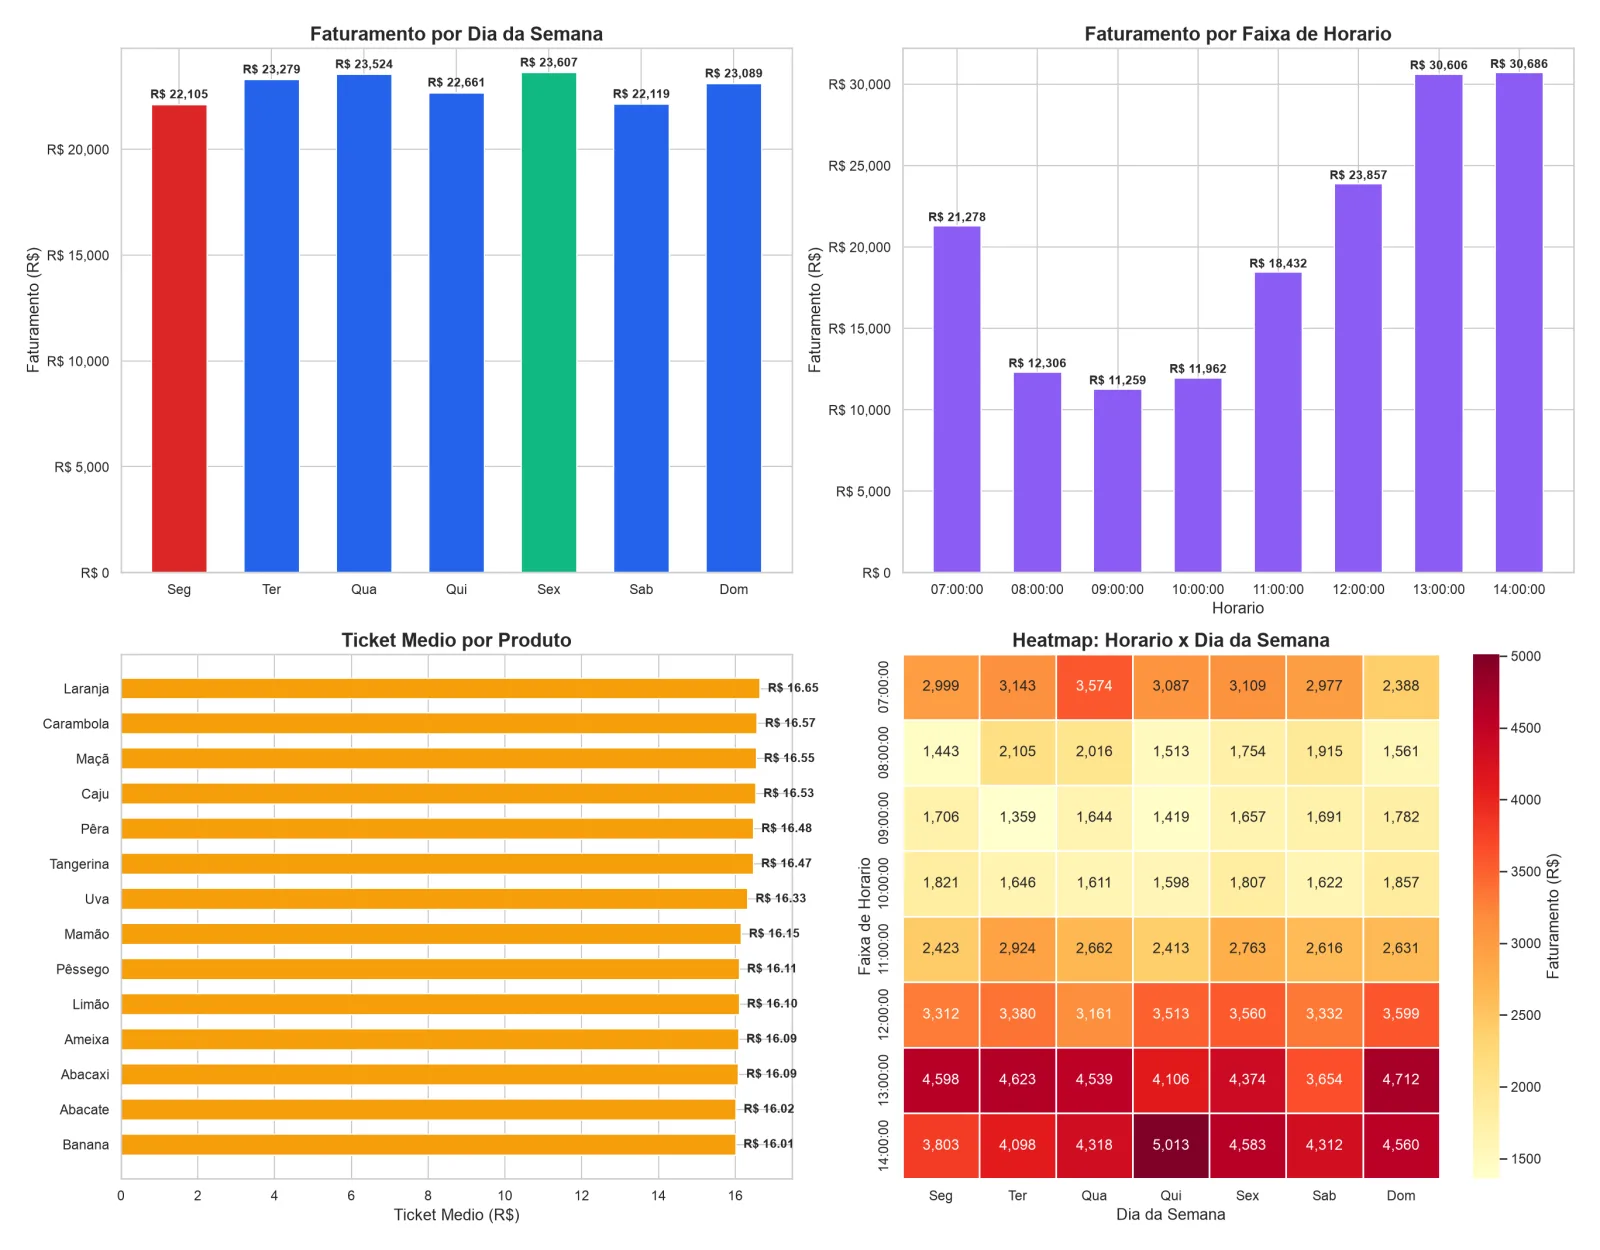 Faturamento por Dia da Semana
Faturamento (R$)
R$ 20,000
R$ 15,000
R$ 10,000
R$ 5,000
R$ 0
R$ 22,105
R$ 23,279
R$ 23,524
R$ 22,661
R$ 23,607
R$ 22,119
R$ 23,089
Seg Ter Qua Qui Sex Sab Dom
Faturamento por Faixa de Horario
Faturamento (R$)
R$ 30,000
R$ 25,000
R$ 20,000
R$ 15,000
R$ 10,000
R$ 5,000
R$ 0
R$ 21,278
R$ 12,306
R$ 11,259
R$ 11,962
R$ 18,432
R$ 23,857
R$ 30,606
R$ 30,686
07:00:00 08:00:00 09:00:00 10:00:00 11:00:00 12:00:00 13:00:00 14:00:00
Horario
Ticket Medio por Produto
Laranja R$ 16.65
Carambola R$ 16.57
Maçã R$ 16.55
Caju R$ 16.53
Pêra R$ 16.48
Tangerina R$ 16.47
Uva R$ 16.33
Mamão R$ 16.15
Pêssego R$ 16.11
Limão R$ 16.10
Ameixa R$ 16.09
Abacaxi R$ 16.09
Abacate R$ 16.02
Banana R$ 16.01
0 2 4 6 8 10 12 14 16
Ticket Medio (R$)
Heatmap: Horario x Dia da Semana
Faixa de Horario
07:00:00 2,999 3,143 3,574 3,087 3,109 2,977 2,388
08:00:00 1,443 2,105 2,016 1,513 1,754 1,915 1,561
09:00:00 1,706 1,359 1,644 1,419 1,657 1,691 1,782
10:00:00 1,821 1,646 1,611 1,598 1,807 1,622 1,857
11:00:00 2,423 2,924 2,662 2,413 2,763 2,616 2,631
12:00:00 3,312 3,380 3,161 3,513 3,560 3,332 3,599
13:00:00 4,598 4,623 4,539 4,106 4,374 3,654 4,712
14:00:00 3,803 4,098 4,318 5,013 4,583 4,312 4,560
Seg Ter Qua Qui Sex Sab Dom
Dia da Semana
5000
4500
4000
3500
3000
2500
2000
1500
Faturamento (R$)